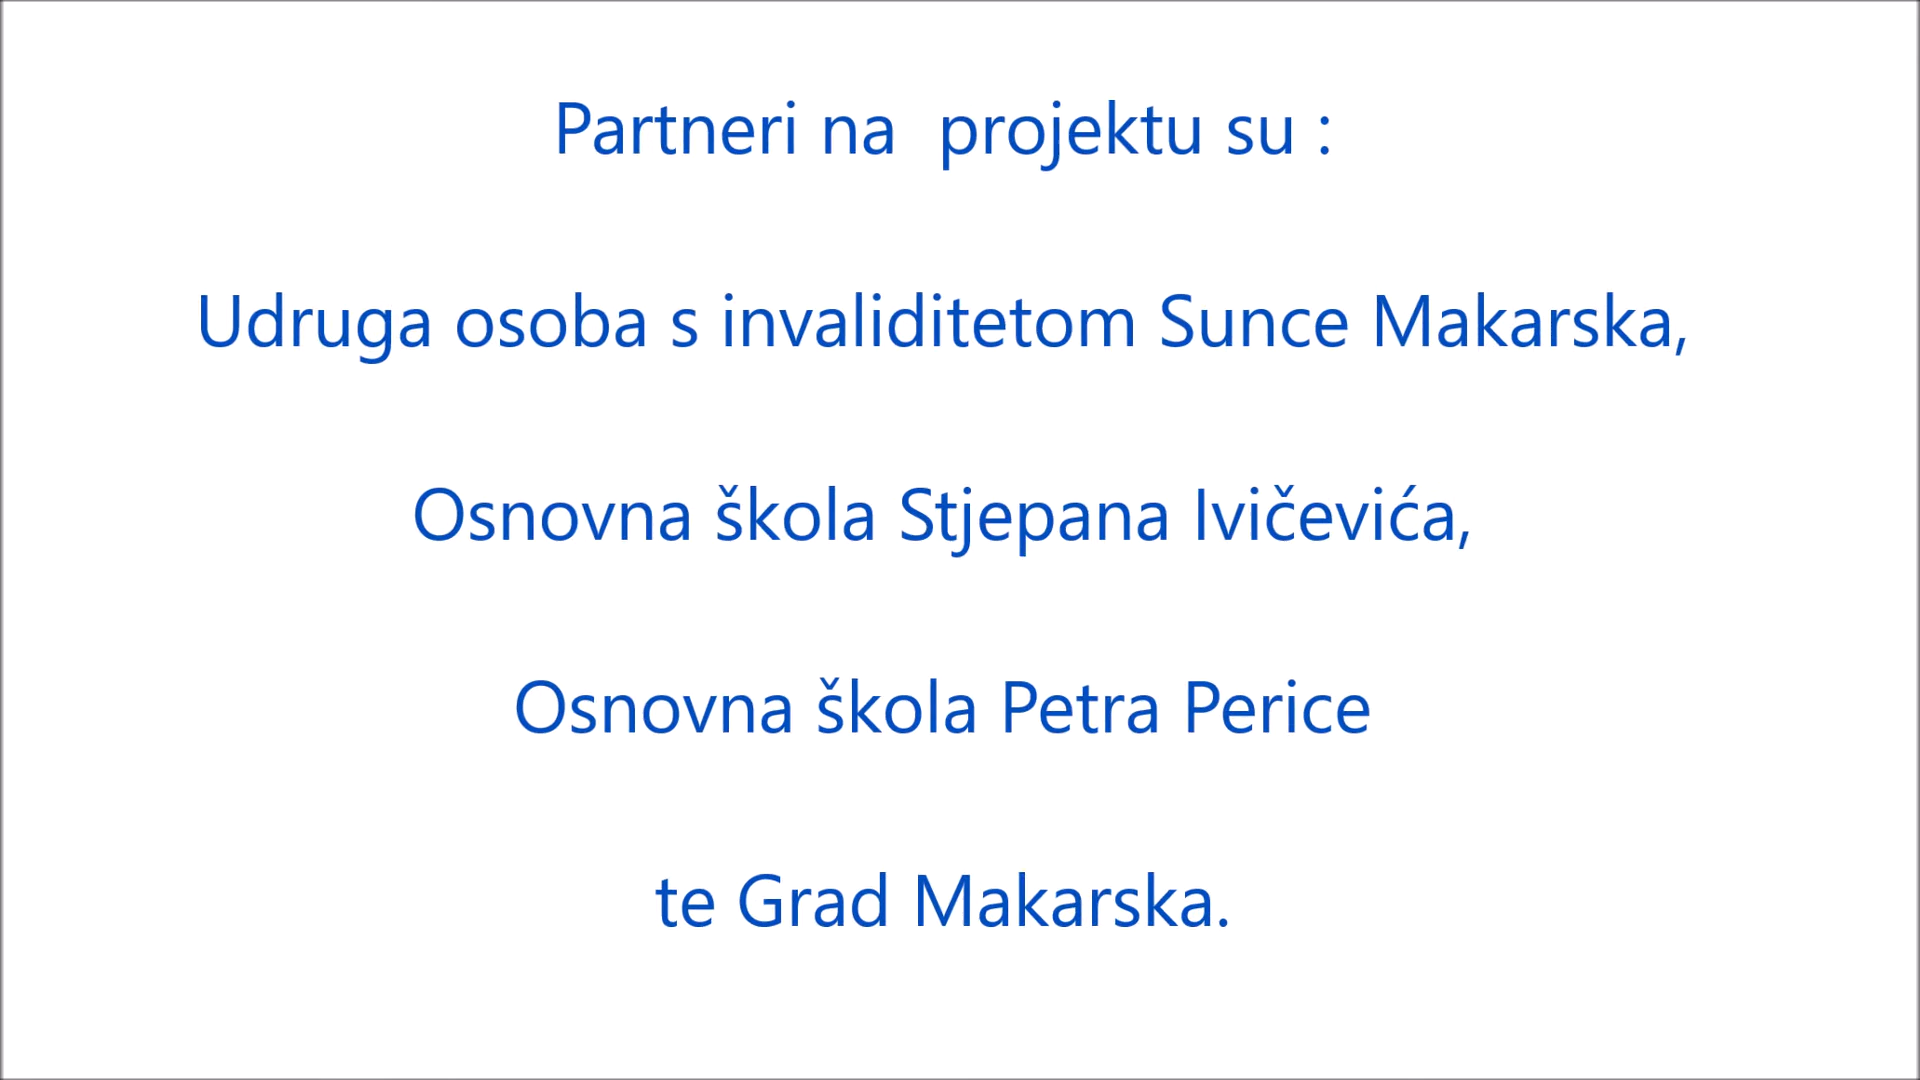 Partneri na  projektu su :
Udruga osoba s invaliditetom Sunce Makarska,
Osnovna škola Stjepana Ivičevića,
Osnovna škola Petra Perice
te Grad Makarska.